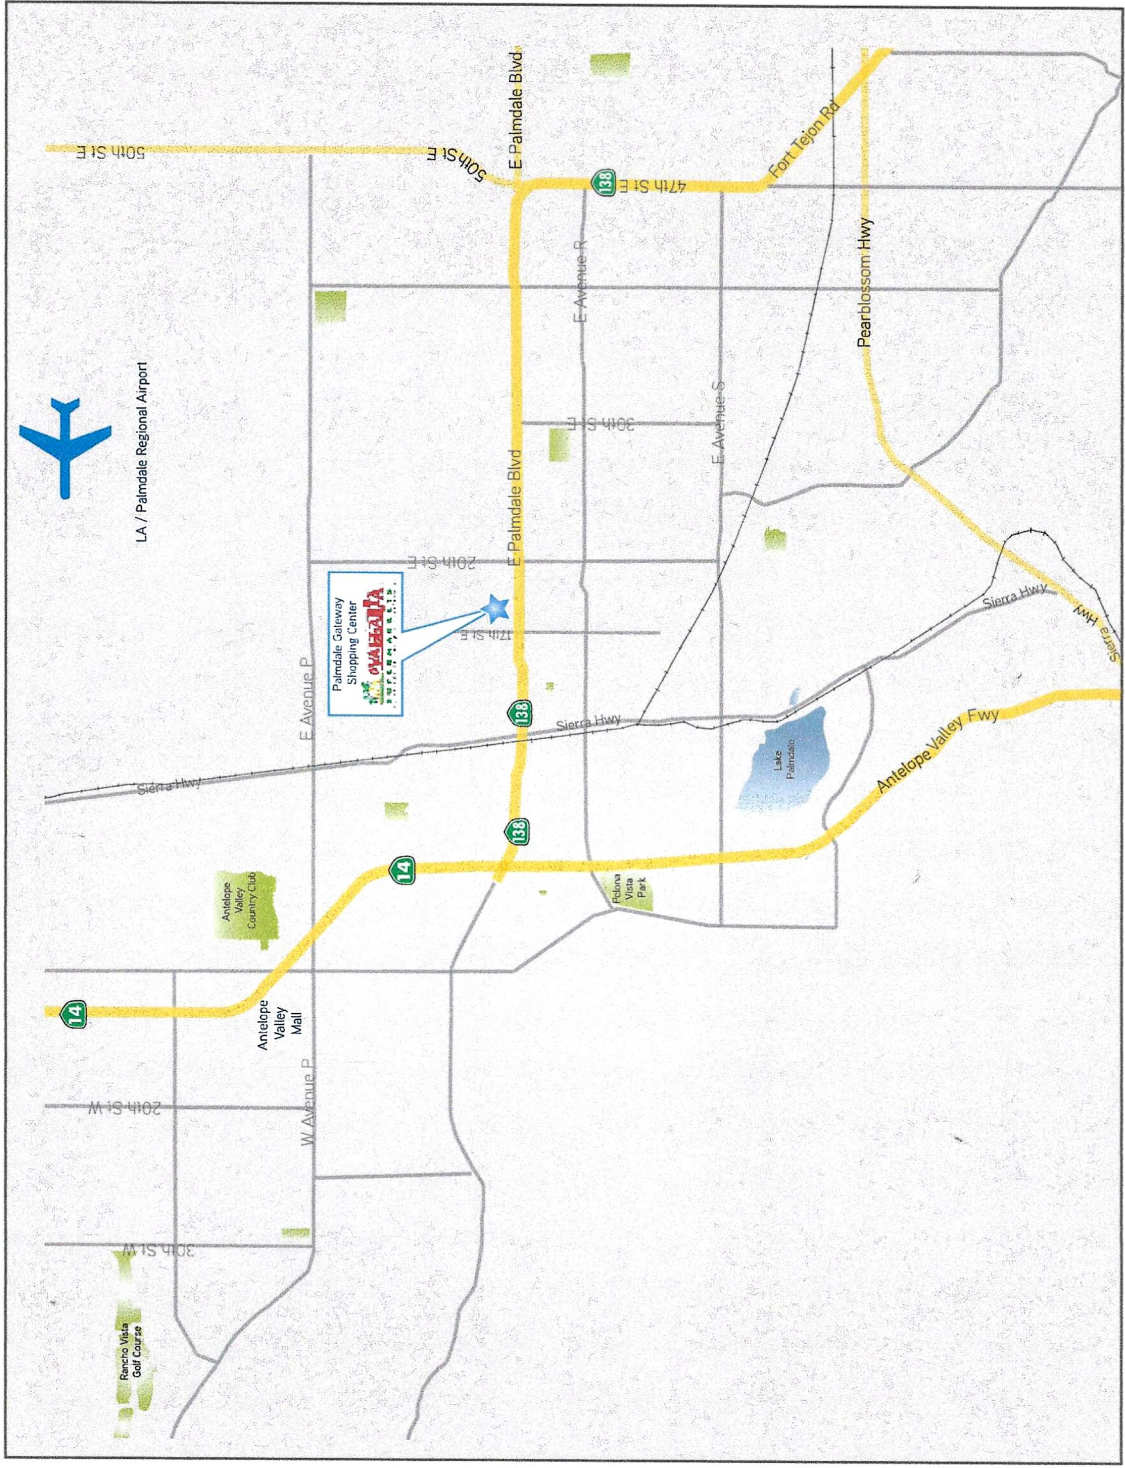 Rancho Vista
Golf Course
30th St W
20th St W
14
50th St E
Sierra Hwy
LA / Palmdale Regional Airport
Antelope
Valley
Country Club
Antelope
Valley
Mall
W Avenue P
E Avenue P
Palmdale Gateway
Shopping Center
VALLARTA
SUPERMARKETS
14
20th St E
50th St E
17th St E
138
138
E Palmdale Blvd
E Palmdale Blvd
Sierra Hwy
30th St E
E Avenue R
138
47th St E
Pelona
Vista
Park
E Avenue S
Lake
Palmdale
Fort Tejon Rd
Pearblossom Hwy
Antelope Valley Fwy
Sierra Hwy
Sierra Hwy